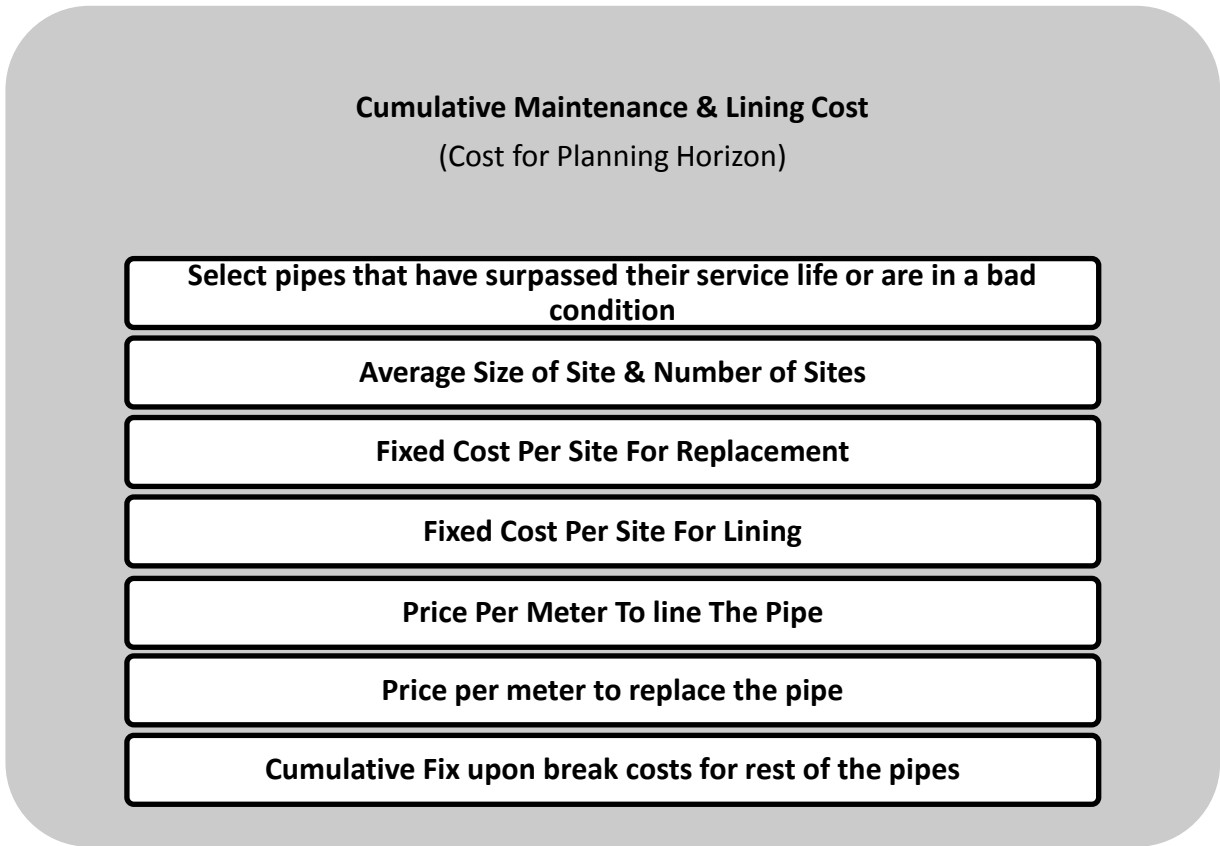 Cumulative Maintenance & Lining Cost
(Cost for Planning Horizon)
Select pipes that have surpassed their service life or are in a bad
condition
Average Size of Site & Number of Sites
Fixed Cost Per Site For Replacement
Fixed Cost Per Site For Lining
Price Per Meter To line The Pipe
Price per meter to replace the pipe
Cumulative Fix upon break costs for rest of the pipes